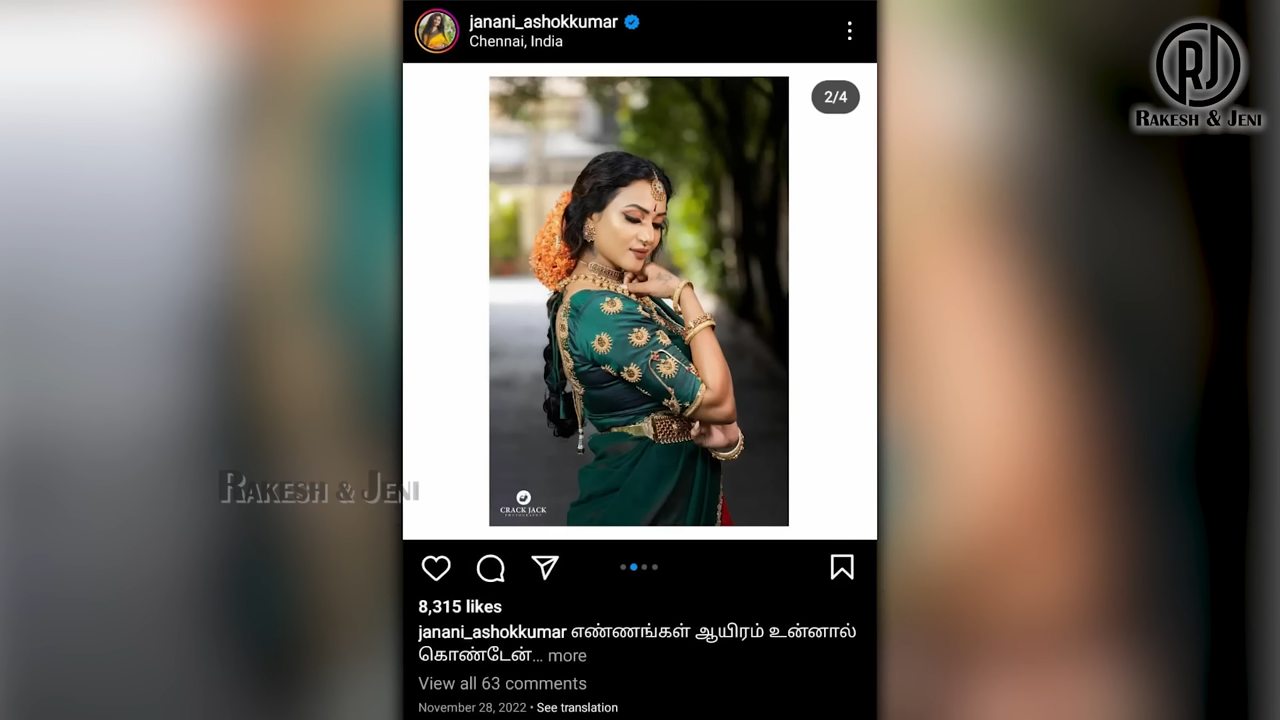 janani_ashokkumar
Chennai, India
2/4
RJ
RAKESH & JENI
RAKESH & JENI
CRACK JACK
PHOTOGRAPHY
8,315 likes
janani_ashokkumar எண்ணங்கள் ஆயிரம் உன்னால்
கொண்டேன்... more
View all 63 comments
November 28, 2022 • See translation